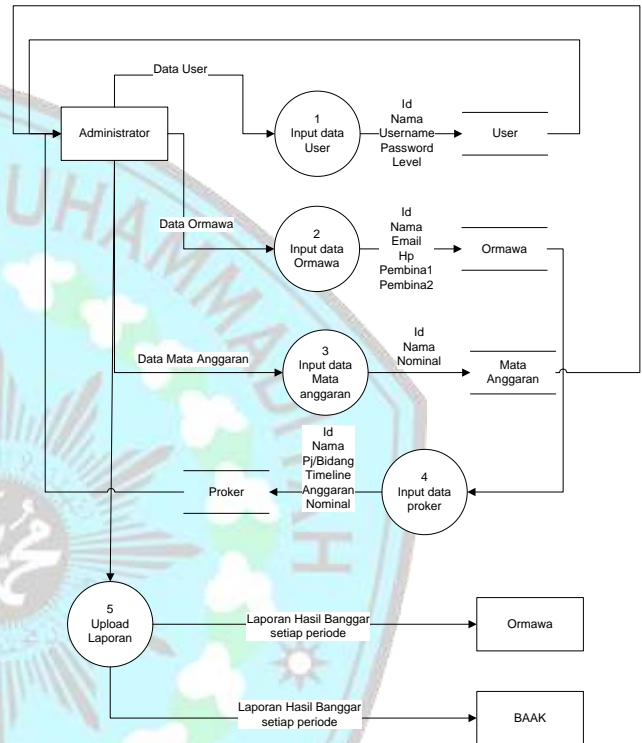 Data User
Administrator
1
Input data
User
Id
Nama
Username
Password
Level
User
Data Ormawa
2
Input data
Ormawa
Id
Nama
Email
Hp
Pembina1
Pembina2
Ormawa
Data Mata Anggaran
3
Input data
Mata
anggaran
Id
Nama
Nominal
Mata
Anggaran
Proker
Id
Nama
Pj/Bidang
Timeline
Anggaran
Nominal
4
Input data
proker
5
Upload
Laporan
Laporan Hasil Banggar
setiap periode
Ormawa
Laporan Hasil Banggar
setiap periode
BAAK
UHAMMADIYAH